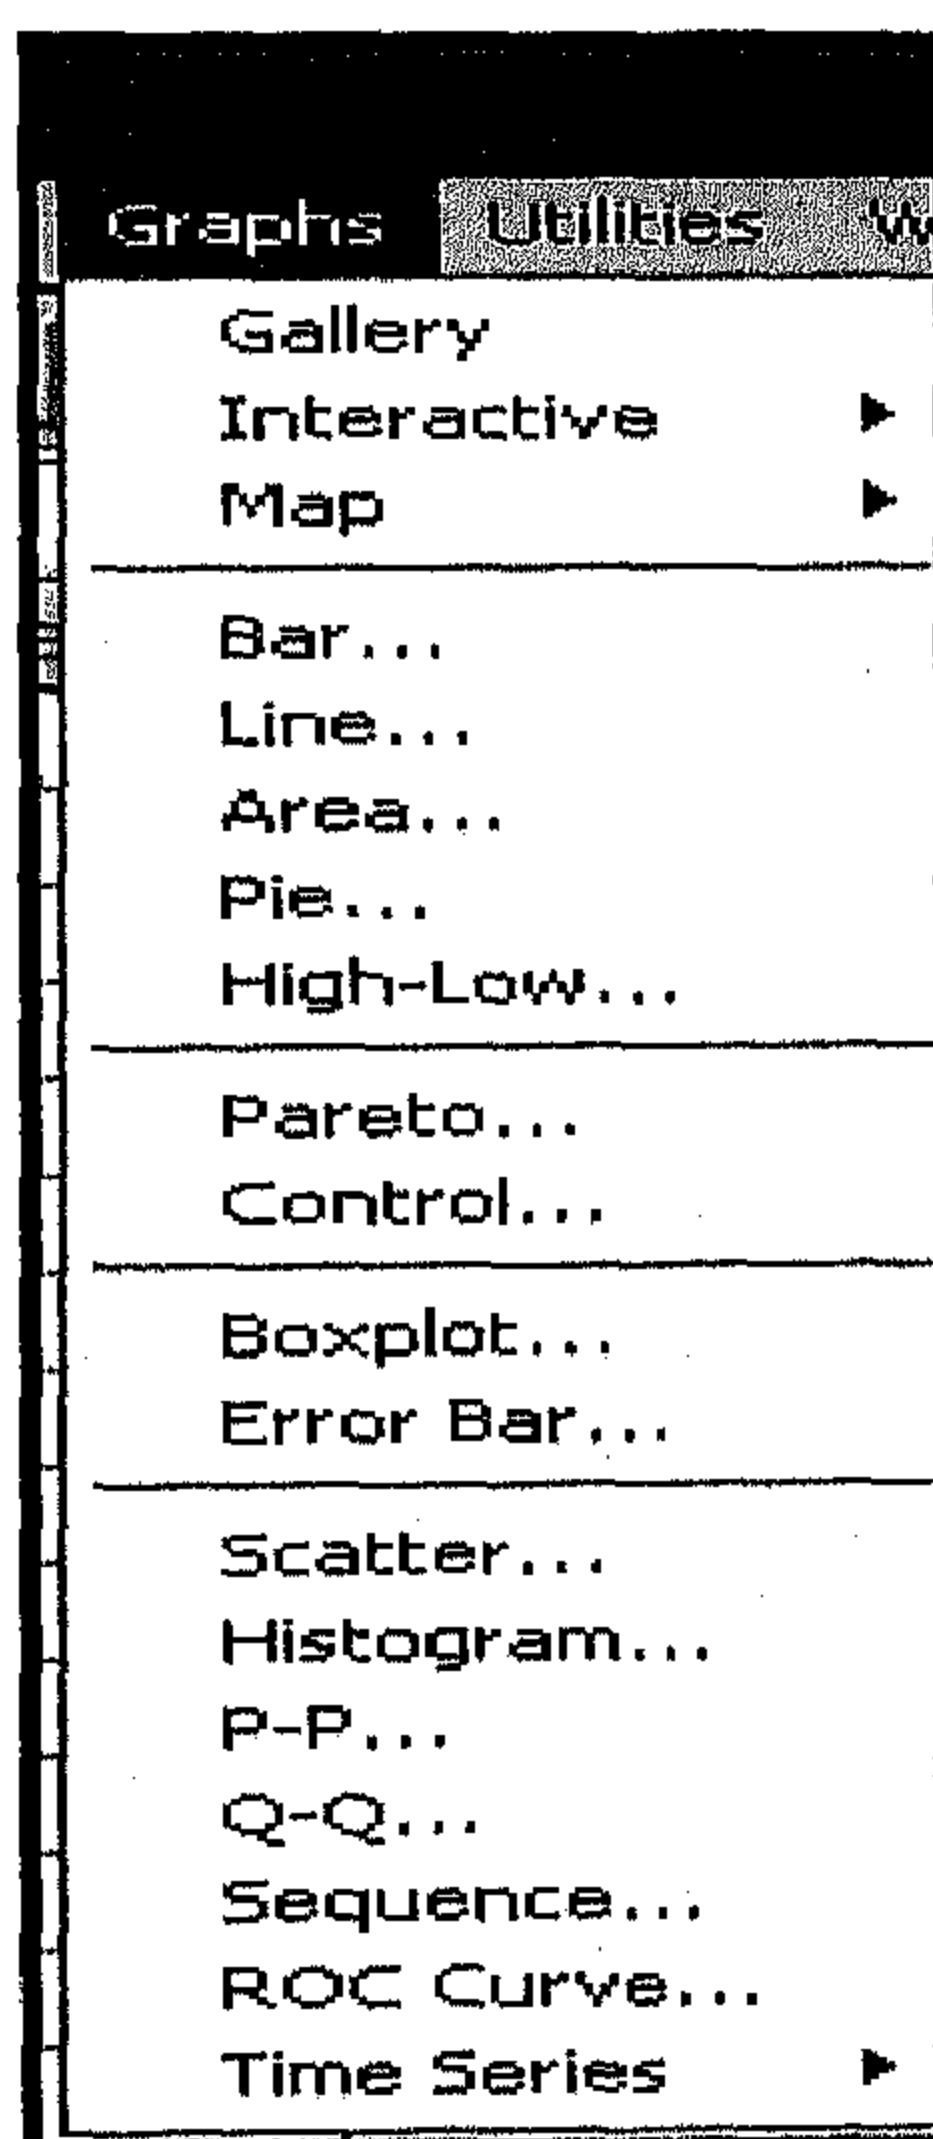 Graphs Utilities W
Gallery
Interactive
Map
Bar...
Line...
Area...
Pie...
High-Low...
Pareto...
Control...
Boxplot...
Error Bar...
Scatter...
Histogram...
P-P...
Q-Q...
Sequence...
ROC Curve...
Time Series